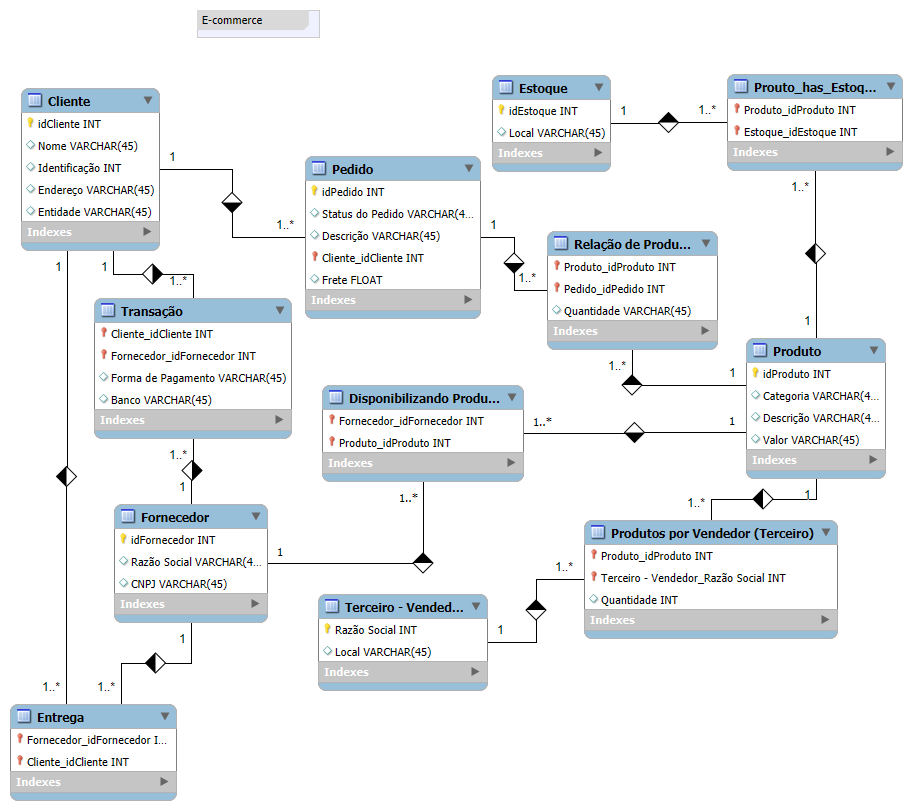 E-commerce
Cliente
idCliente INT
Nome VARCHAR(45)
Identificação INT
Endereço VARCHAR(45)
Entidade VARCHAR(45)
Indexes
Pedido
idPedido INT
Status do Pedido VARCHAR(4...
Descrição VARCHAR(45)
Cliente_idCliente INT
Frete FLOAT
Indexes
Estoque
idEstoque INT
Local VARCHAR(45)
Indexes
Prouto_has_Estoq...
Produto_idProduto INT
Estoque_idEstoque INT
Indexes
Relação de Produ...
Produto_idProduto INT
Pedido_idPedido INT
Quantidade VARCHAR(45)
Indexes
Transação
Cliente_idCliente INT
Fornecedor_idFornecedor INT
Forma de Pagamento VARCHAR(45)
Banco VARCHAR(45)
Indexes
Produto
idProduto INT
Categoria VARCHAR(4...
Descrição VARCHAR(4...
Valor VARCHAR(45)
Indexes
Disponibilizando Produ...
Fornecedor_idFornecedor INT
Produto_idProduto INT
Indexes
Fornecedor
idFornecedor INT
Razão Social VARCHAR(4...
CNPJ VARCHAR(45)
Indexes
Produtos por Vendedor (Terceiro)
Produto_idProduto INT
Terceiro - Vendedor_Razão Social INT
Quantidade INT
Indexes
Terceiro - Vended...
Razão Social INT
Local VARCHAR(45)
Indexes
Entrega
Fornecedor_idFornecedor I...
Cliente_idCliente INT
Indexes
1
1..*
1
1..*
1
1..*
1
1..*
1
1..*
1..*
1
1..*
1
1..*
1
1..*
1
1
1..*
1
1..*
1
1..*
1
1..*